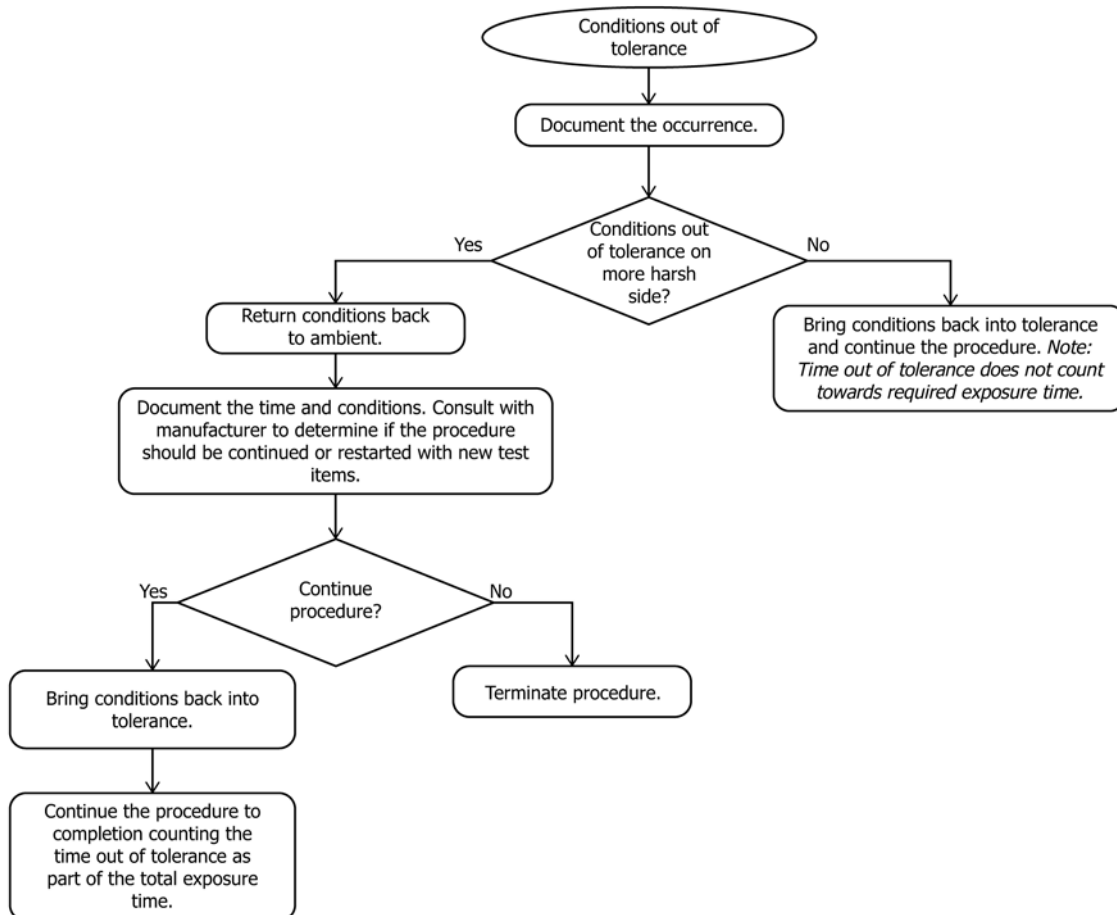 Conditions out of
tolerance
Document the occurrence.
Conditions out
of tolerance on
more harsh
side?
Yes
No
Return conditions back
to ambient.
Bring conditions back into tolerance
and continue the procedure. Note:
Time out of tolerance does not count
towards required exposure time.
Document the time and conditions. Consult with
manufacturer to determine if the procedure
should be continued or restarted with new test
items.
Continue
procedure?
Yes
No
Bring conditions back into
tolerance.
Terminate procedure.
Continue the procedure to
completion counting the
time out of tolerance as
part of the total exposure
time.